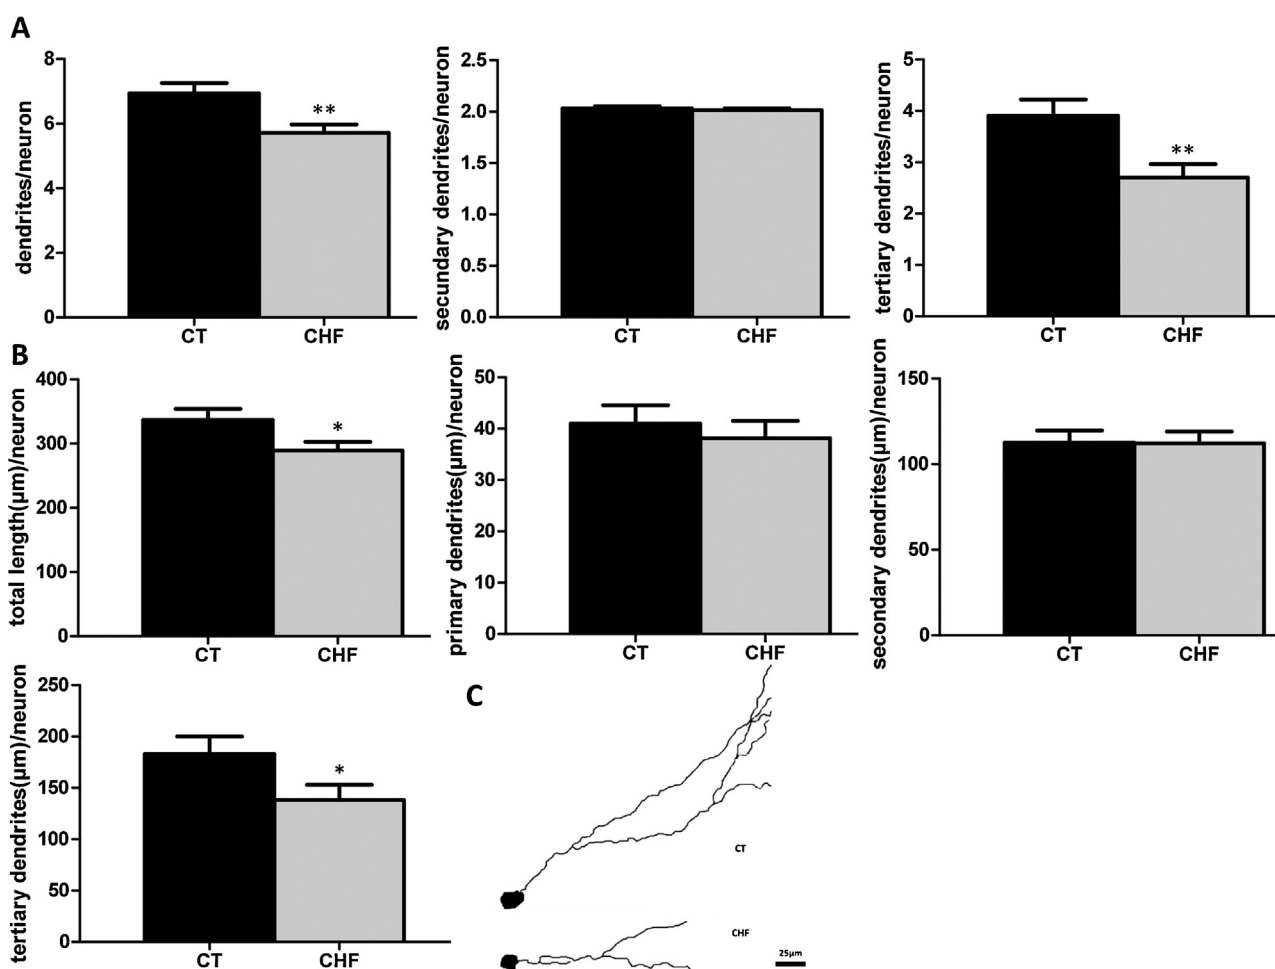 A
dendrites/neuron
8
6
4
2
0
**
CT
CHF
secundary dendrites/neuron
2.5
2.0
1.5
1.0
0.5
0.0
CT
CHF
tertiary dendrites/neuron
5
4
3
2
1
0
**
CT
CHF
B
total length(µm)/neuron
400
300
200
100
0
*
CT
CHF
primary dendrites(µm)/neuron
50
40
30
20
10
0
CT
CHF
secondary dendrites(µm)/neuron
150
100
50
0
CT
CHF
tertiary dendrites(µm)/neuron
250
200
150
100
50
0
*
CT
CHF
C
CT
CHF
25µm